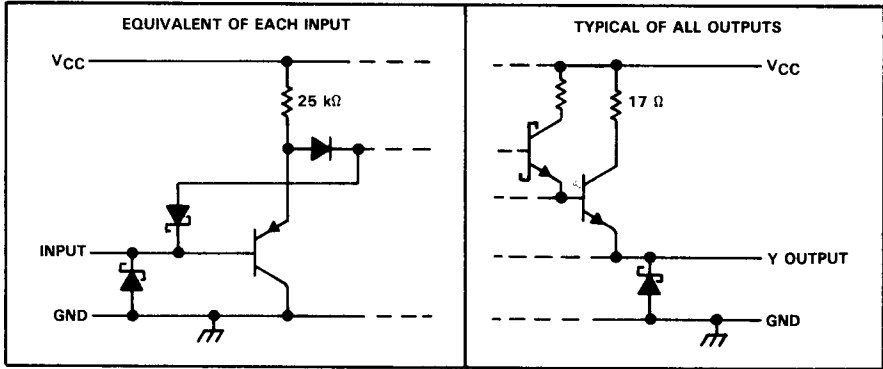 EQUIVALENT OF EACH INPUT
VCC
25 kΩ
INPUT
GND
TYPICAL OF ALL OUTPUTS
VCC
17 Ω
Y OUTPUT
GND